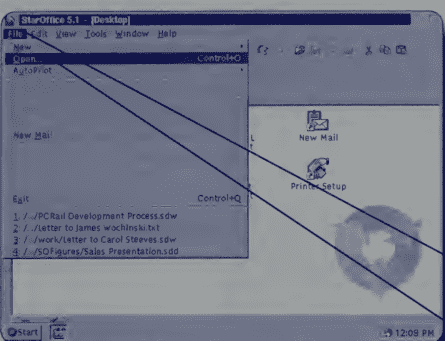 StarOffice 5.1 - [Desktop]
File Edit View Tools Window Help
New
Open... Control+O
AutoPilot
New Mail
Exit Control+Q
1: /../PCRail Development Process.sdw
2: /../Letter to James Wochinski.txt
3: /../work/Letter to Carol Steeves.sdw
4: /../SOFigures/Sales Presentation.sdd
New Mail
Printer Setup
Start
12:09 PM